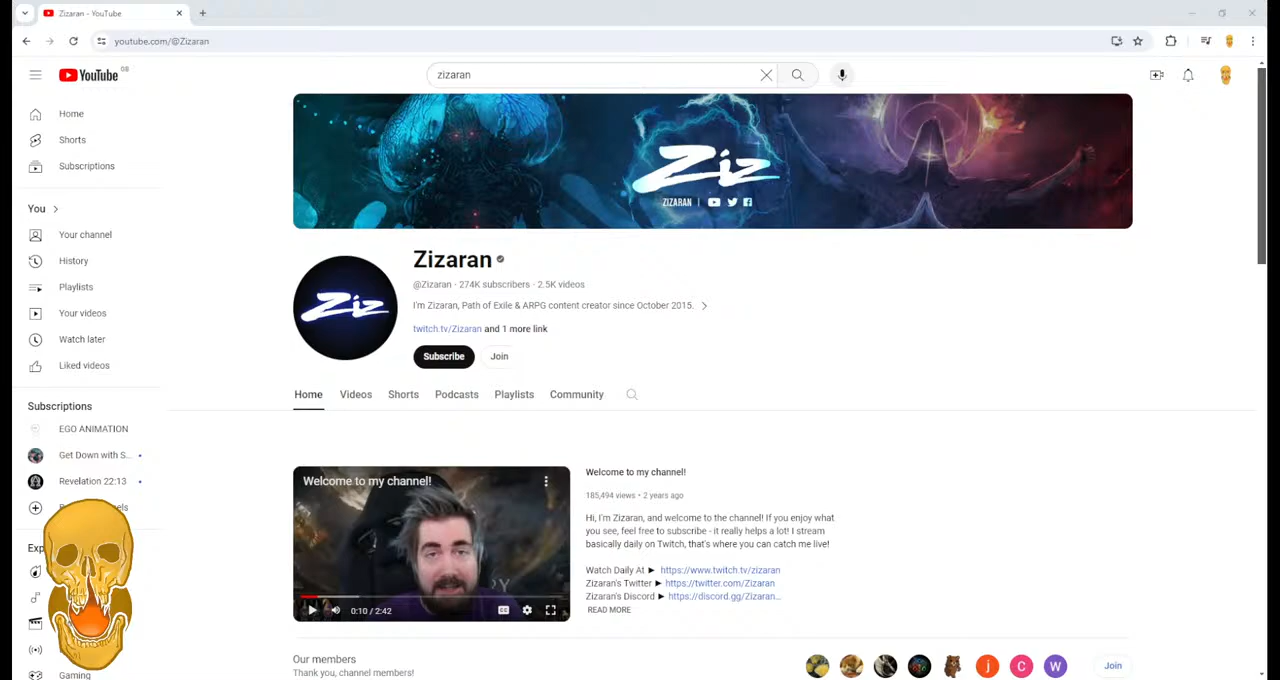 Zizaran - YouTube
youtube.com/@Zizaran
YouTube GB
zizaran
Home
Shorts
Subscriptions
You
Your channel
History
Playlists
Your videos
Watch later
Liked videos
Subscriptions
EGO ANIMATION
Get Down with S...
Revelation 22:13
Exp
Gaming
Ziz
ZIZARAN
Ziz
Zizaran
@Zizaran · 274K subscribers · 2.5K videos
I'm Zizaran, Path of Exile & ARPG content creator since October 2015.
twitch.tv/Zizaran and 1 more link
Subscribe Join
Home Videos Shorts Podcasts Playlists Community
Welcome to my channel!
0:10 / 2:42
Welcome to my channel!
185,494 views • 2 years ago
Hi, I'm Zizaran, and welcome to the channel! If you enjoy what
you see, feel free to subscribe - it really helps a lot! I stream
basically daily on Twitch, that's where you can catch me live!
Watch Daily At ► https://www.twitch.tv/zizaran
Zizaran's Twitter ► https://twitter.com/Zizaran
Zizaran's Discord ► https://discord.gg/Zizaran...
READ MORE
Our members
Thank you, channel members!
j C W
Join